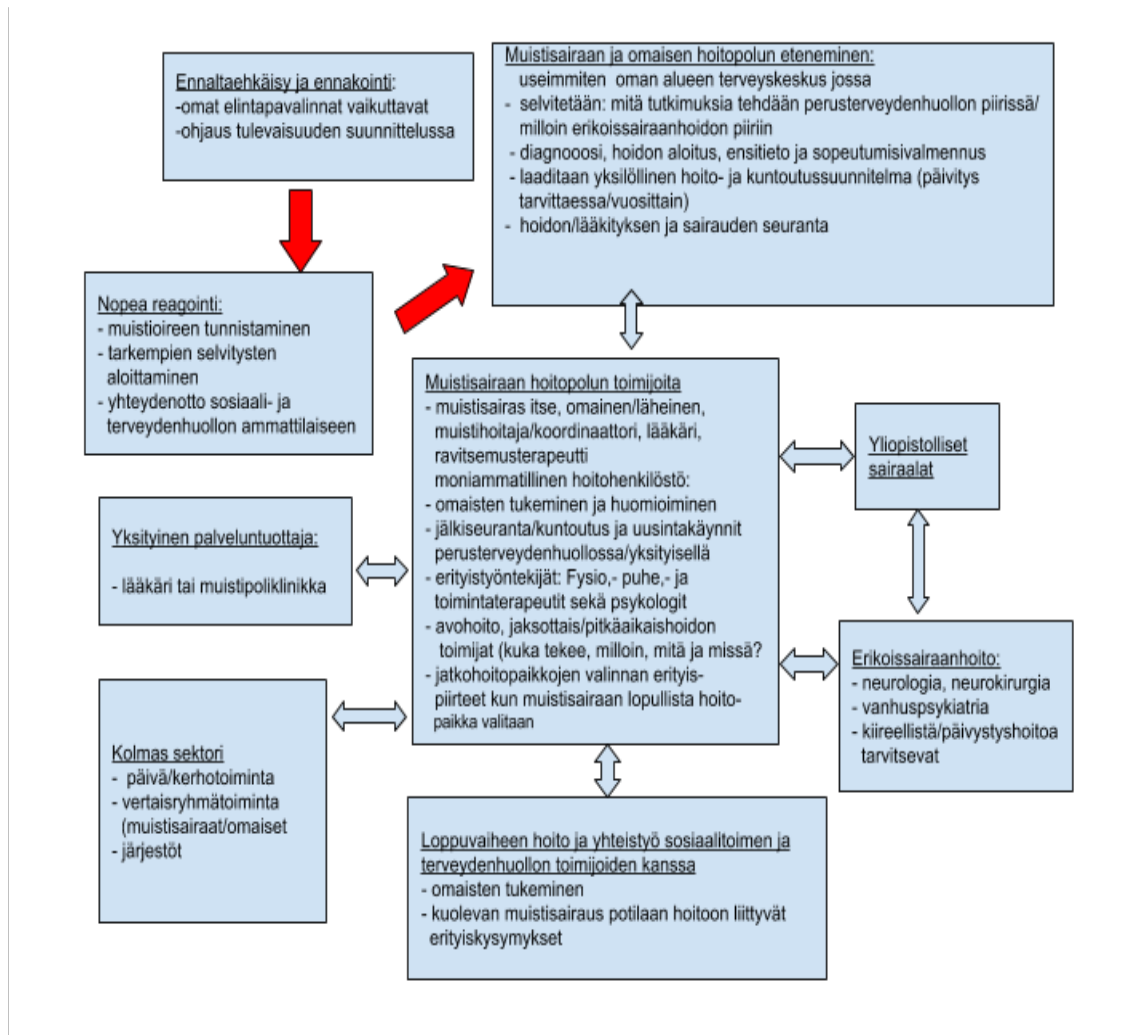 Ennaltaehkäisy ja ennakointi:
-omat elintapavalinnat vaikuttavat
-ohjaus tulevaisuuden suunnittelussa
Muistisairaan ja omaisen hoitopolun eteneminen:
useimmiten oman alueen terveyskeskus jossa
- selvitetään: mitä tutkimuksia tehdään perusterveydenhuollon piirissä/
milloin erikoissairaanhoidon piiriin
- diagnooosi, hoidon aloitus, ensitieto ja sopeutumisivalmennus
- laaditaan yksilöllinen hoito- ja kuntoutussuunnitelma (päivitys
tarvittaessa/vuosittain)
- hoidon/lääkityksen ja sairauden seuranta
Nopea reagointi:
- muistioireen tunnistaminen
- tarkempien selvitysten
aloittaminen
- yhteydenotto sosiaali- ja
terveydenhuollon ammattilaiseen
Muistisairaan hoitopolun toimijoita
- muistisairas itse, omainen/läheinen,
muistihoitaja/koordinaattori, lääkäri,
ravitsemusterapeutti
moniammatillinen hoitohenkilöstö:
- omaisten tukeminen ja huomioiminen
- jälkiseuranta/kuntoutus ja uusintakäynnit
perusterveydenhuollossa/yksityisellä
- erityistyöntekijät: Fysio,- puhe,- ja
toimintaterapeutit sekä psykologit
- avohoito, jaksottais/pitkäaikaishoidon
toimijat (kuka tekee, milloin, mitä ja missä?
- jatkohoitopaikkojen valinnan erityis-
piirteet kun muistisairaan lopullista hoito-
paikka valitaan
Yliopistolliset
sairaalat
Yksityinen palveluntuottaja:
- lääkäri tai muistipoliklinikka
Erikoissairaanhoito:
- neurologia, neurokirurgia
- vanhuspsykiatria
- kiireellistä/päivystyshoitoa
tarvitsevat
Kolmas sektori
- päivä/kerhotoiminta
- vertaisryhmätoiminta
(muistisairaat/omaiset
- järjestöt
Loppuvaiheen hoito ja yhteistyö sosiaalitoimen ja
terveydenhuollon toimijoiden kanssa
- omaisten tukeminen
- kuolevan muistisairaus potilaan hoitoon liittyvät
erityiskysymykset